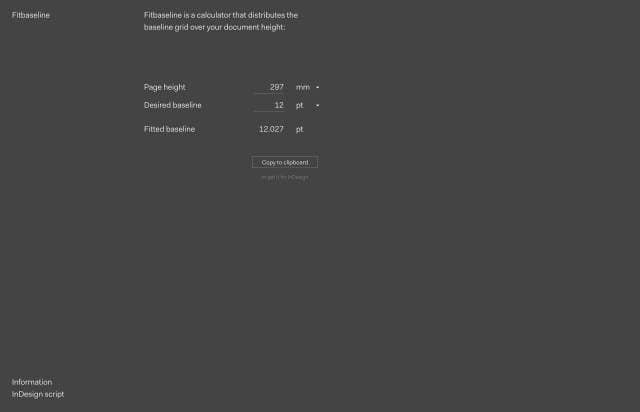 Fitbaseline
Fitbaseline is a calculator that distributes the
baseline grid over your document height:
Page height 297 mm
Desired baseline 12 pt
Fitted baseline 12.027 pt
Copy to clipboard
or get it for InDesign
Information
InDesign script